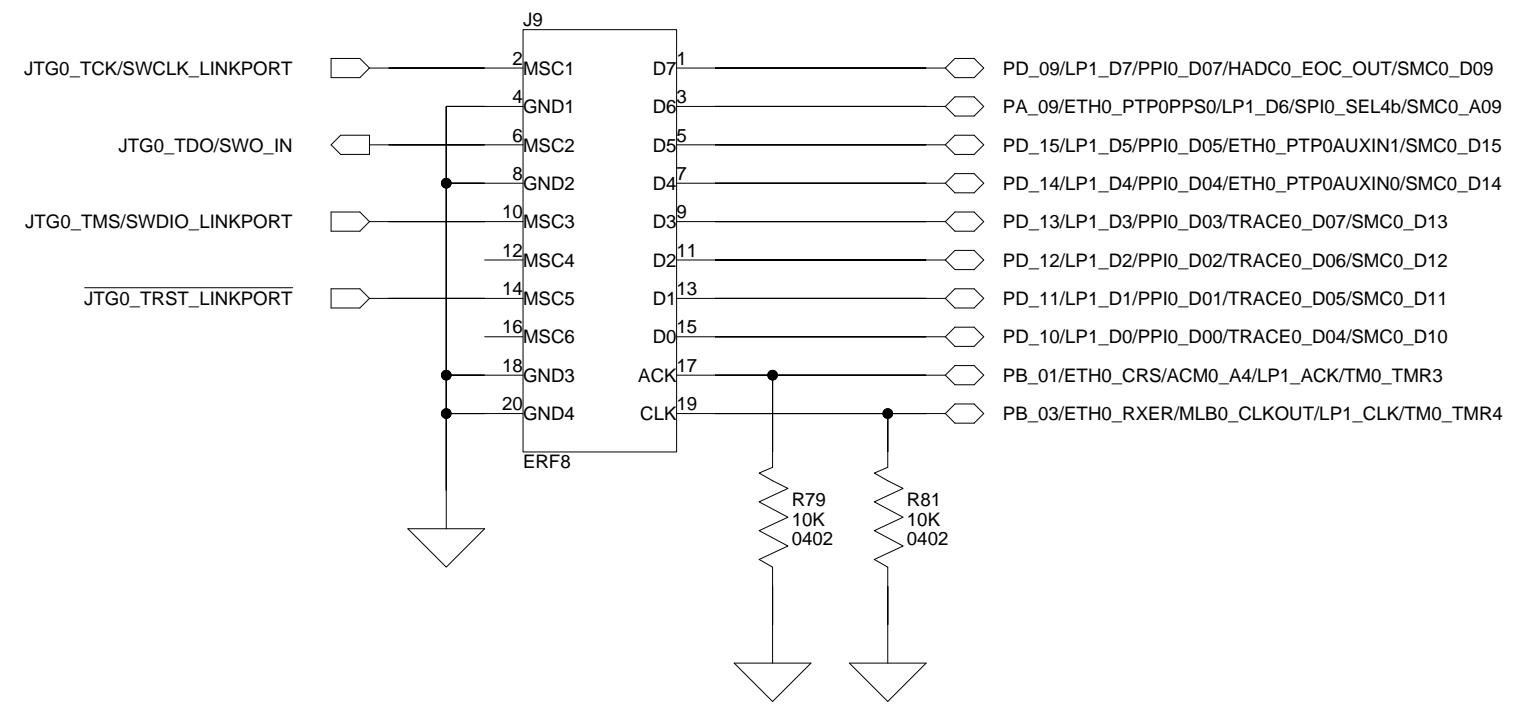 J9
JTG0_TCK/SWCLK_LINKPORT 2 MSC1 D7 1 PD_09/LP1_D7/PPI0_D07/HADC0_EOC_OUT/SMC0_D09
4 GND1 D6 3 PA_09/ETH0_PTP0PPS0/LP1_D6/SPI0_SEL4b/SMC0_A09
JTG0_TDO/SWO_IN 6 MSC2 D5 5 PD_15/LP1_D5/PPI0_D05/ETH0_PTP0AUXIN1/SMC0_D15
8 GND2 D4 7 PD_14/LP1_D4/PPI0_D04/ETH0_PTP0AUXIN0/SMC0_D14
JTG0_TMS/SWDIO_LINKPORT 10 MSC3 D3 9 PD_13/LP1_D3/PPI0_D03/TRACE0_D07/SMC0_D13
12 MSC4 D2 11 PD_12/LP1_D2/PPI0_D02/TRACE0_D06/SMC0_D12
JTG0_TRST_LINKPORT 14 MSC5 D1 13 PD_11/LP1_D1/PPI0_D01/TRACE0_D05/SMC0_D11
16 MSC6 D0 15 PD_10/LP1_D0/PPI0_D00/TRACE0_D04/SMC0_D10
18 GND3 ACK 17 PB_01/ETH0_CRS/ACM0_A4/LP1_ACK/TM0_TMR3
20 GND4 CLK 19 PB_03/ETH0_RXER/MLB0_CLKOUT/LP1_CLK/TM0_TMR4
ERF8
R79 R81
10K 10K
0402 0402